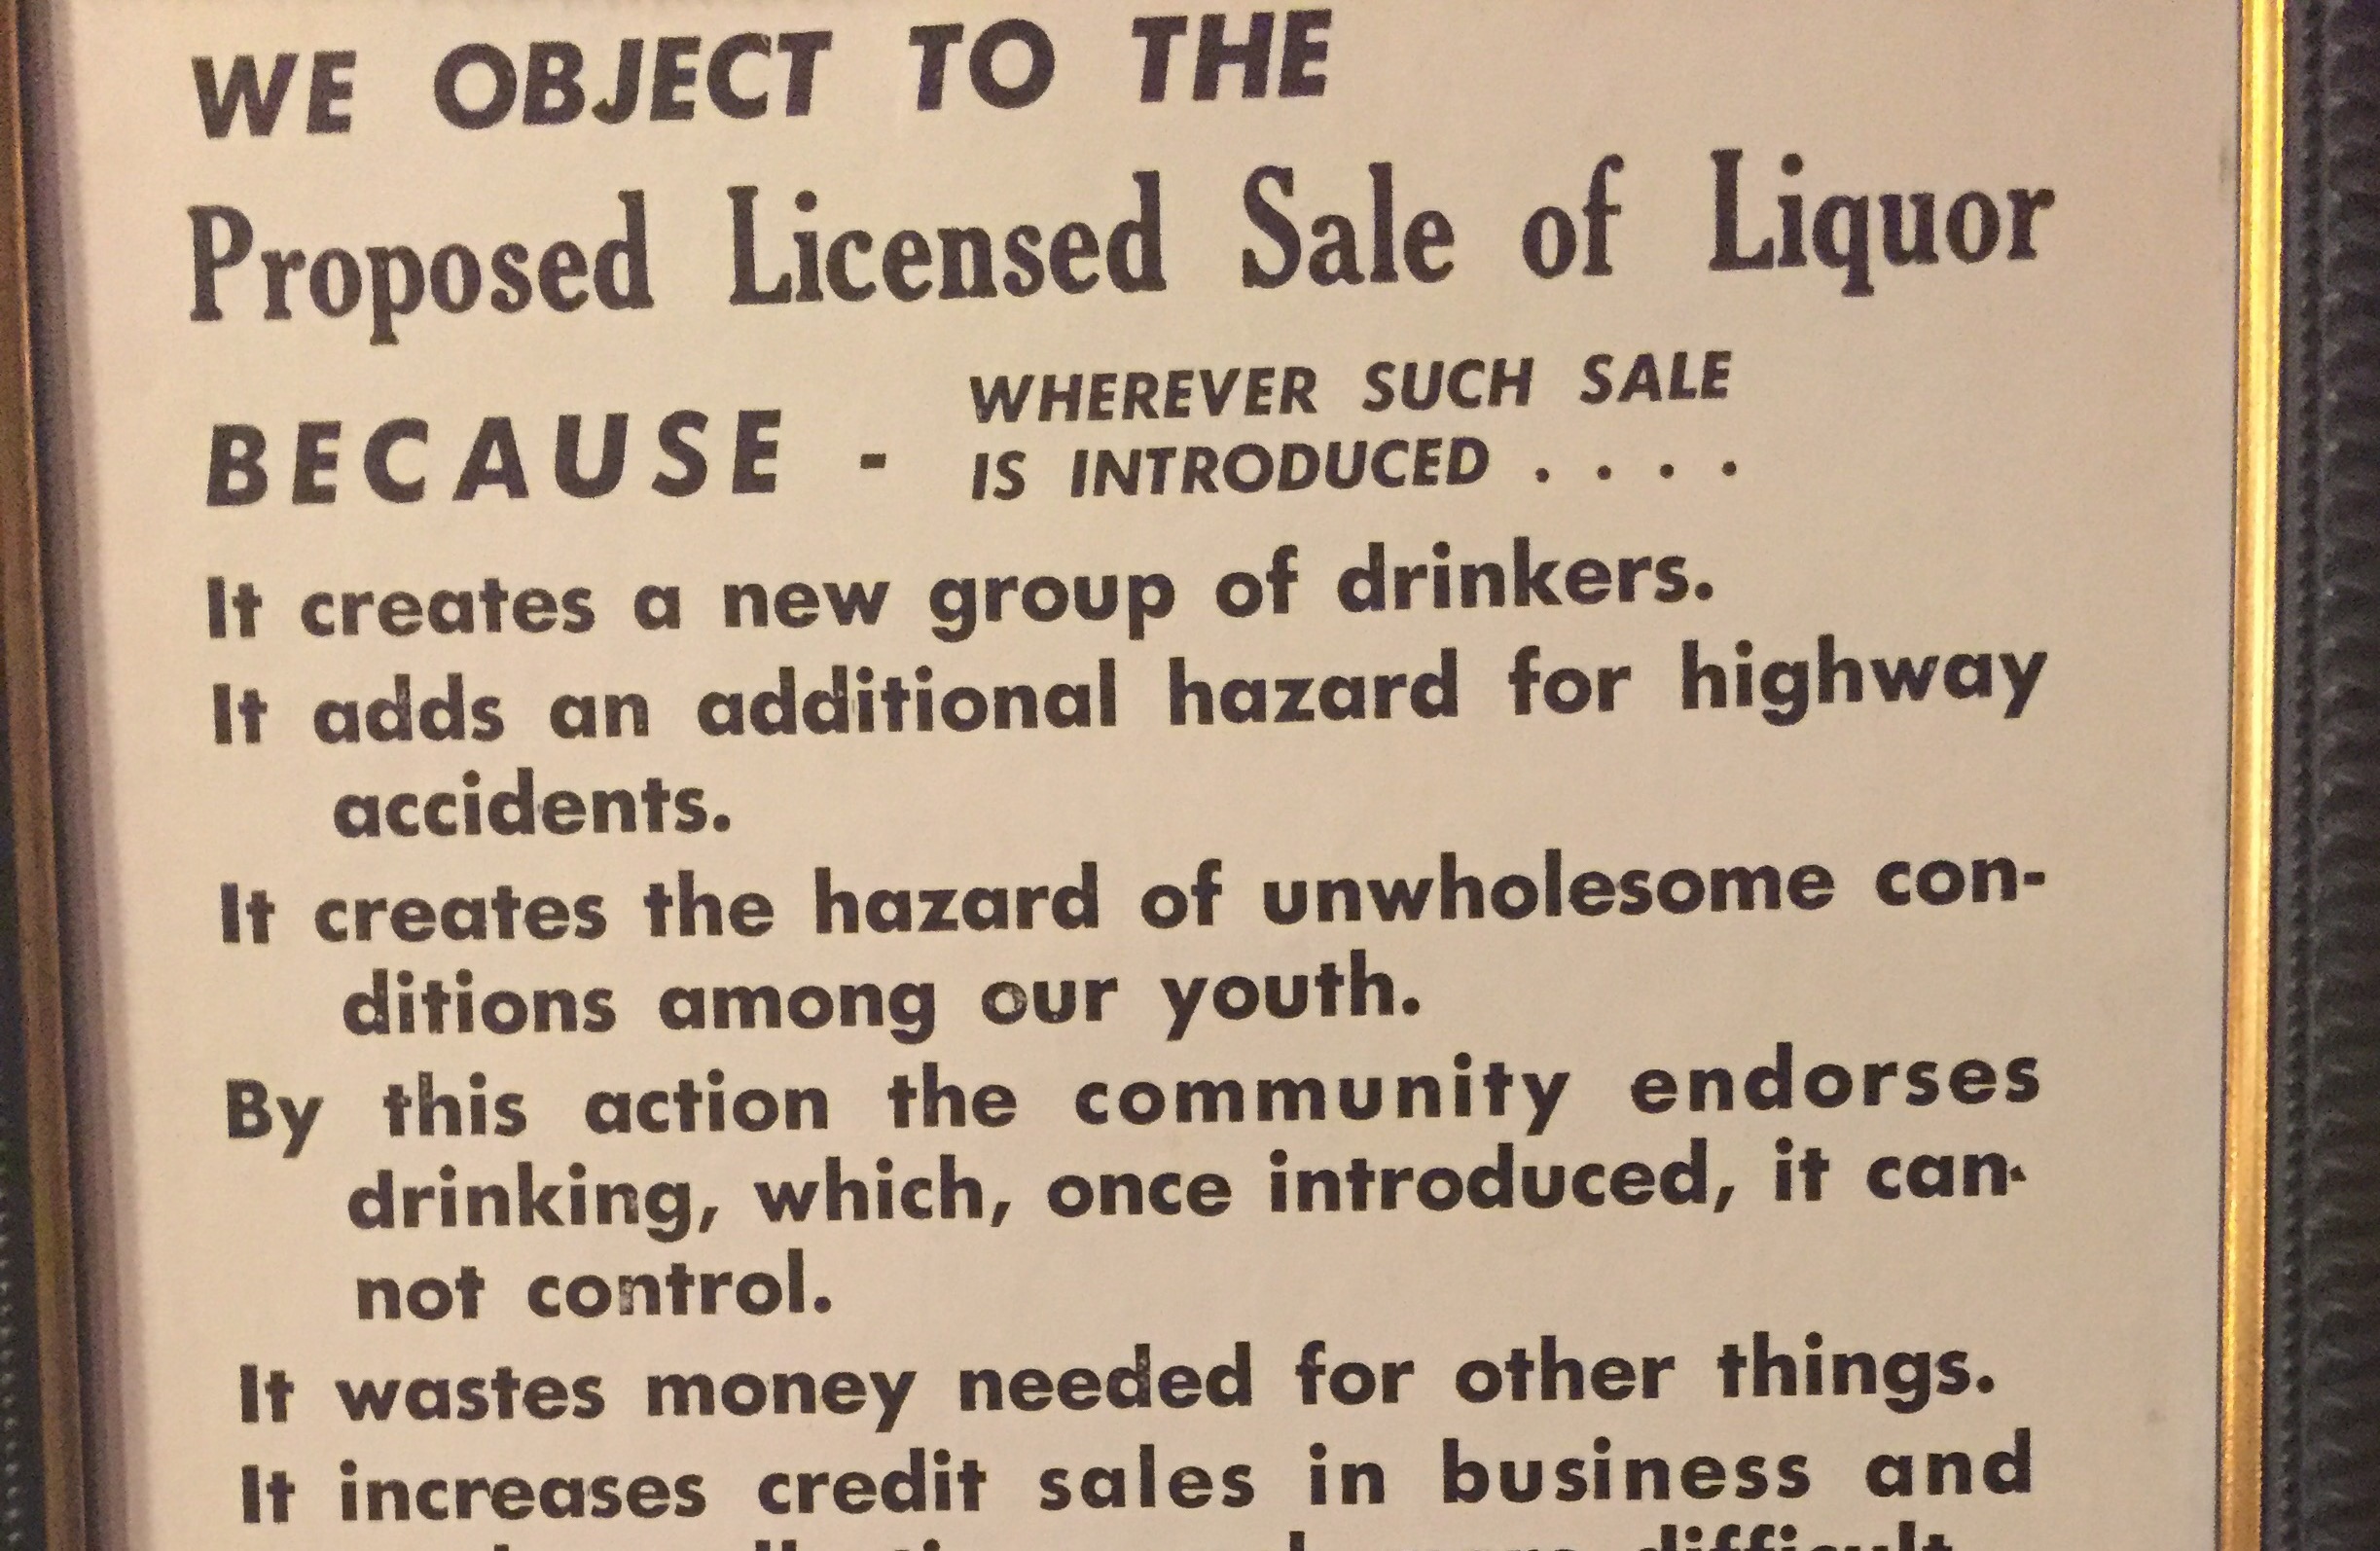 WE OBJECT TO THE
Proposed Licensed Sale of Liquor
BECAUSE - WHEREVER SUCH SALE
IS INTRODUCED . . . .
It creates a new group of drinkers.
It adds an additional hazard for highway
accidents.
It creates the hazard of unwholesome con-
ditions among our youth.
By this action the community endorses
drinking, which, once introduced, it can-
not control.
It wastes money needed for other things.
It increases credit sales in business and
difficult